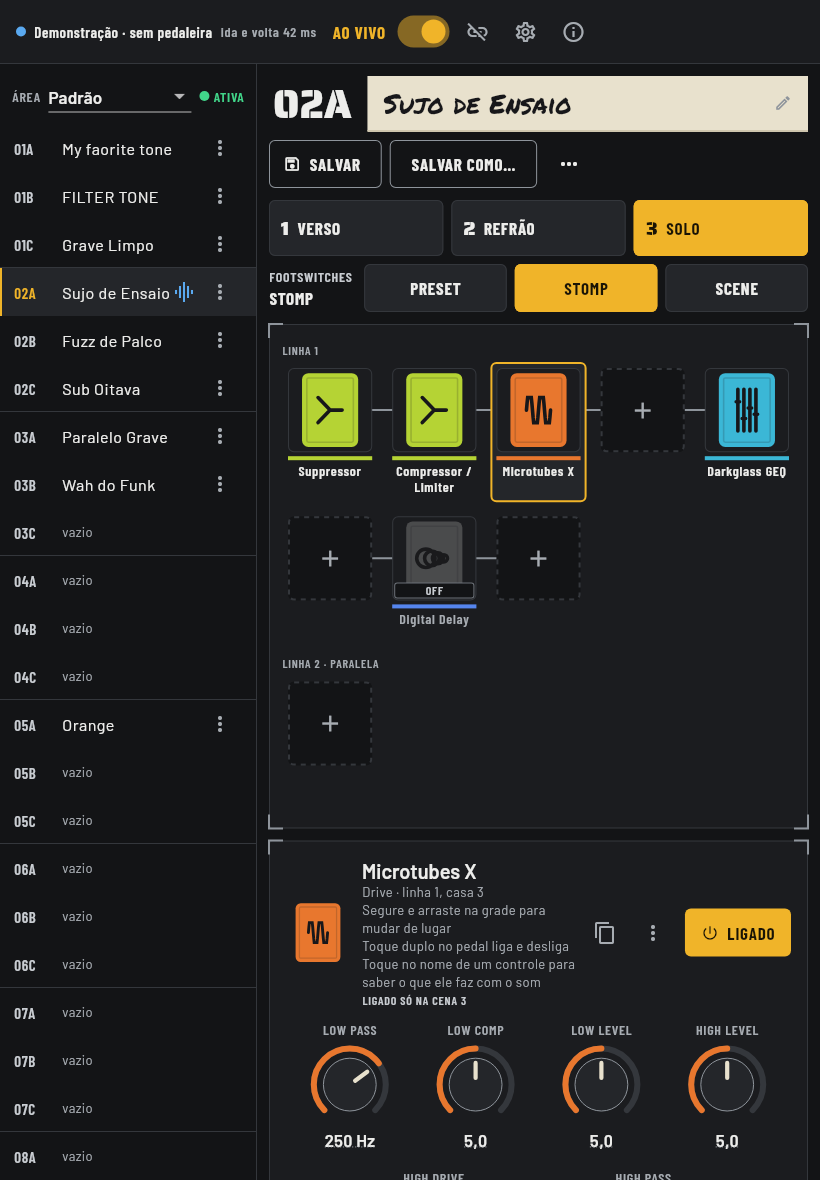 Demonstração · sem pedaleira Ida e volta 42 ms AO VIVO
ÁREA Padrão ATIVA
01A My faorite tone
01B FILTER TONE
01C Grave Limpo
02A Sujo de Ensaio
02B Fuzz de Palco
02C Sub Oitava
03A Paralelo Grave
03B Wah do Funk
03C vazio
04A vazio
04B vazio
04C vazio
05A Orange
05B vazio
05C vazio
06A vazio
06B vazio
06C vazio
07A vazio
07B vazio
07C vazio
08A vazio
02A SUJO DE ENSAIO
SALVAR SALVAR COMO...
1 VERSO 2 REFRÃO 3 SOLO
FOOTSWITCHES
STOMP
PRESET STOMP SCENE
LINHA 1
Suppressor
Compressor / Limiter
Microtubes X
Darkglass GEQ
OFF
Digital Delay
LINHA 2 · PARALELA
Microtubes X
Drive · linha 1, casa 3
Segure e arraste na grade para
mudar de lugar
Toque duplo no pedal liga e desliga
Toque no nome de um controle para
saber o que ele faz com o som
LIGADO SÓ NA CENA 3
LIGADO
LOW PASS LOW COMP LOW LEVEL HIGH LEVEL
250 Hz 5,0 5,0 5,0
HIGH DRIVE HIGH PASS